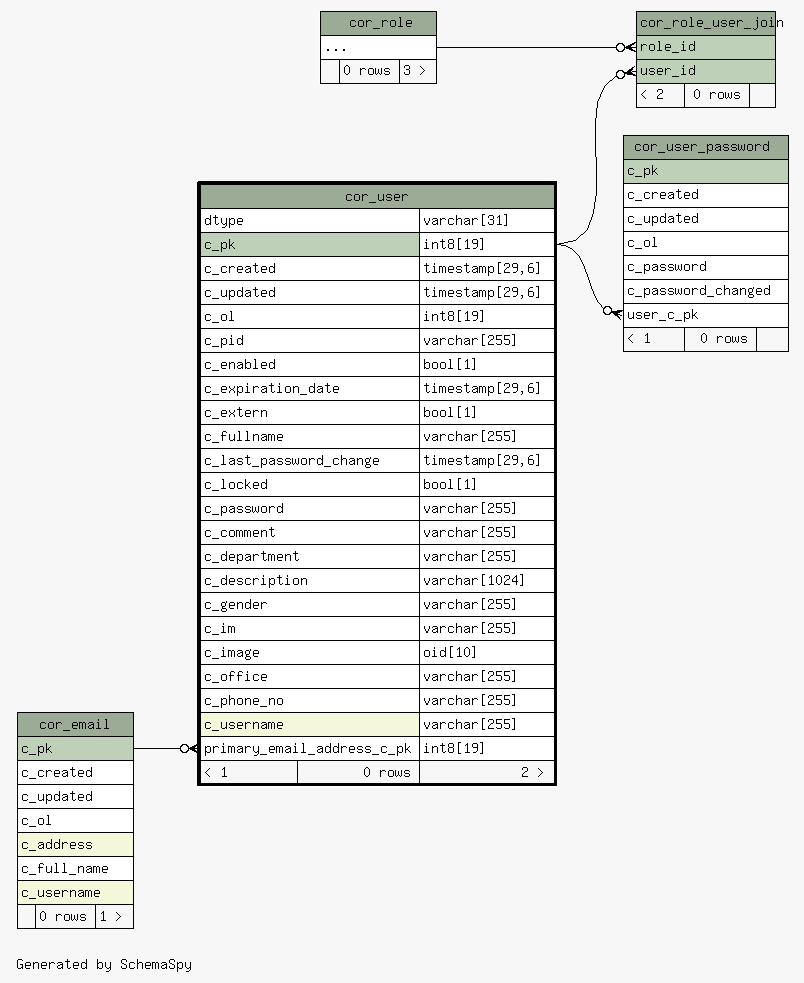 cor_role
...
0 rows 3 >
cor_role_user_join
role_id
user_id
< 2 0 rows
cor_user_password
c_pk
c_created
c_updated
c_ol
c_password
c_password_changed
user_c_pk
< 1 0 rows
cor_user
dtype varchar[31]
c_pk int8[19]
c_created timestamp[29,6]
c_updated timestamp[29,6]
c_ol int8[19]
c_pid varchar[255]
c_enabled bool[1]
c_expiration_date timestamp[29,6]
c_extern bool[1]
c_fullname varchar[255]
c_last_password_change timestamp[29,6]
c_locked bool[1]
c_password varchar[255]
c_comment varchar[255]
c_department varchar[255]
c_description varchar[1024]
c_gender varchar[255]
c_im varchar[255]
c_image oid[10]
c_office varchar[255]
c_phone_no varchar[255]
c_username varchar[255]
primary_email_address_c_pk int8[19]
< 1 0 rows 2 >
cor_email
c_pk
c_created
c_updated
c_ol
c_address
c_full_name
c_username
0 rows 1 >
Generated by SchemaSpy